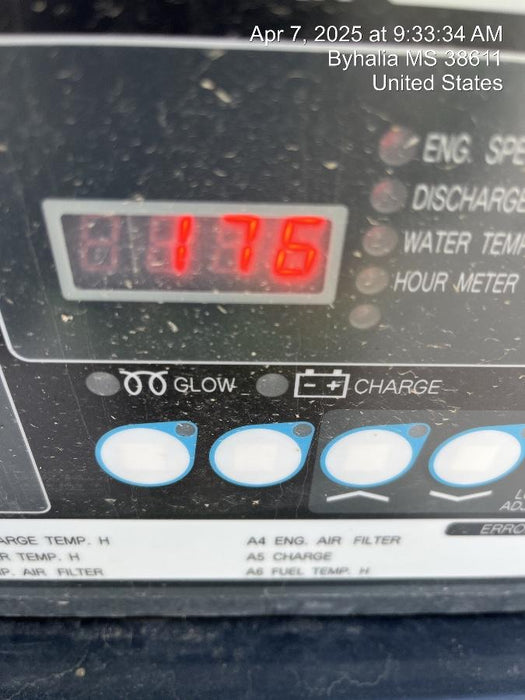 Apr 7, 2025 at 9:33:34 AM
Byhalia MS 38611
United States
ENG. SPE
DISCHARGE
176
WATER TEMP
HOUR METER
GLOW
- +
CHARGE
ERRO
ARGE TEMP. H
A4 ENG. AIR FILTER
R TEMP. H
A5 CHARGE
P. AIR FILTER
A6 FUEL TEMP. H